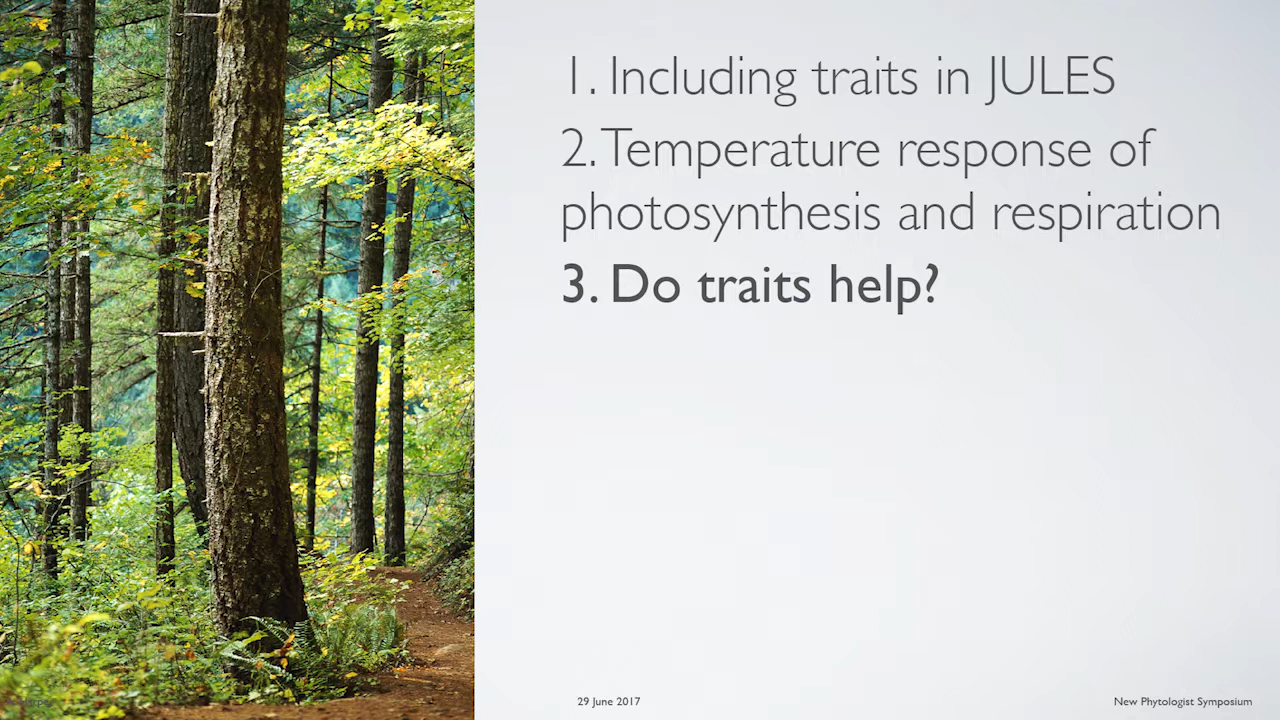 1. Including traits in JULES
2. Temperature response of
photosynthesis and respiration
3. Do traits help?
29 June 2017
New Phytologist Symposium